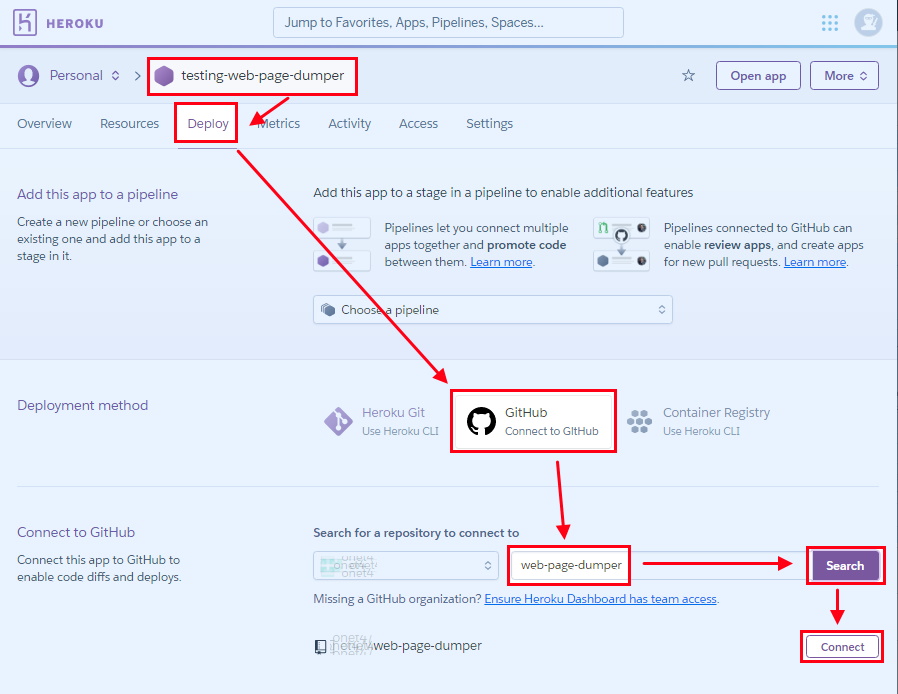 HEROKU
Jump to Favorites, Apps, Pipelines, Spaces...
Personal
testing-web-page-dumper
Open app
More
Overview
Resources
Deploy
Metrics
Activity
Access
Settings
Add this app to a pipeline
Create a new pipeline or choose an
existing one and add this app to a
stage in it.
Add this app to a stage in a pipeline to enable additional features
Pipelines let you connect multiple
apps together and promote code
between them. Learn more.
Pipelines connected to GitHub can
enable review apps, and create apps
for new pull requests. Learn more.
Choose a pipeline
Deployment method
Heroku Git
Use Heroku CLI
GitHub
Connect to GitHub
Container Registry
Use Heroku CLI
Connect to GitHub
Connect this app to GitHub to
enable code diffs and deploys.
Search for a repository to connect to
web-page-dumper
Search
Missing a GitHub organization? Ensure Heroku Dashboard has team access.
web-page-dumper
Connect